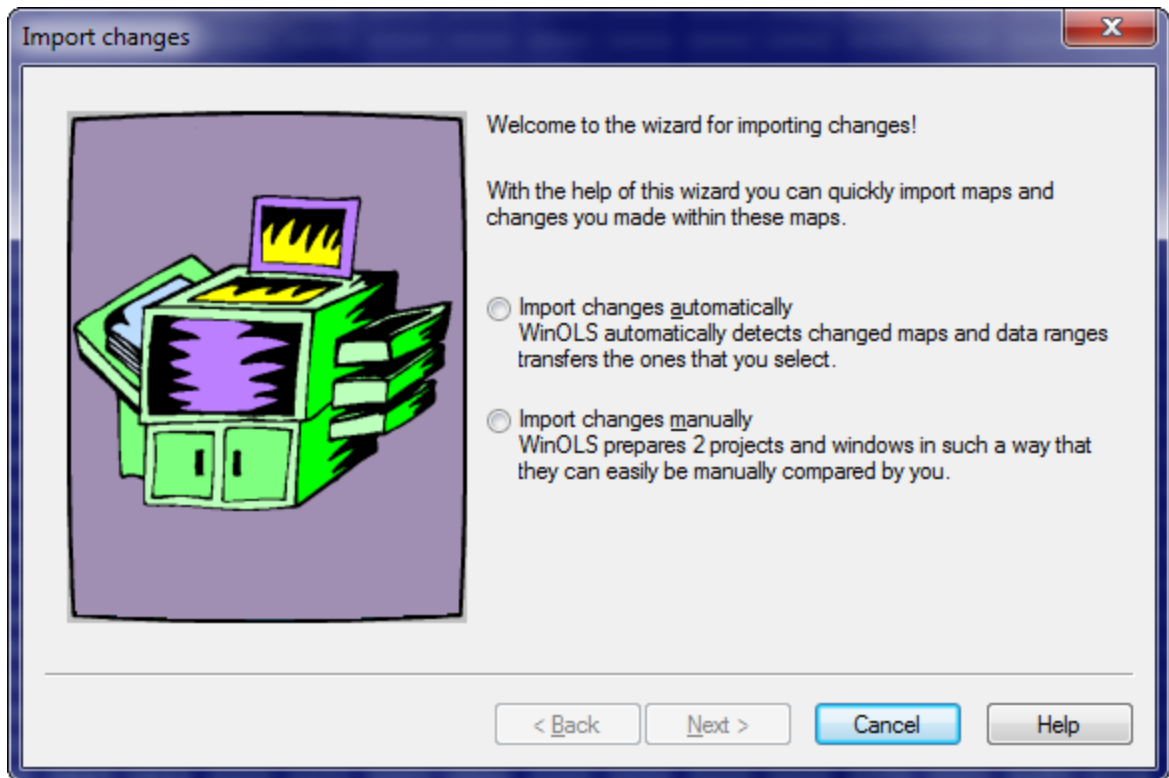 Import changes
Welcome to the wizard for importing changes!
With the help of this wizard you can quickly import maps and
changes you made within these maps.
Import changes automatically
WinOLS automatically detects changed maps and data ranges
transfers the ones that you select.
Import changes manually
WinOLS prepares 2 projects and windows in such a way that
they can easily be manually compared by you.
< Back
Next >
Cancel
Help